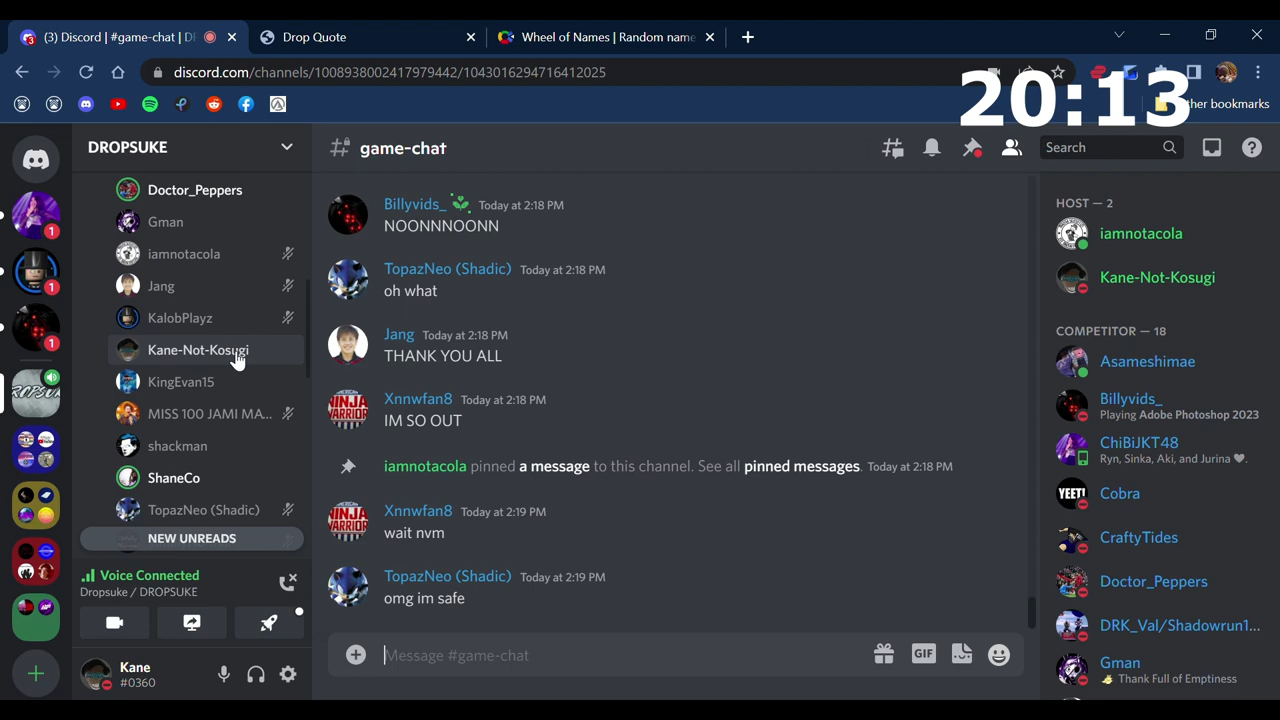 (3) Discord | #game-chat | D
Drop Quote
Wheel of Names | Random name
discord.com/channels/1008938002417979442/1043016294716412025
20:13
ther bookmarks
DROPSUKE
game-chat
Search
Doctor_Peppers
Gman
iamnotacola
Jang
KalobPlayz
Kane-Not-Kosugi
KingEvan15
MISS 100 JAMI MA...
shackman
ShaneCo
TopazNeo (Shadic)
NEW UNREADS
Voice Connected
Dropsuke / DROPSUKE
Kane
#0360
1
1
1
Billyvids_ Today at 2:18 PM
NOONNNOONN
TopazNeo (Shadic) Today at 2:18 PM
oh what
Jang Today at 2:18 PM
THANK YOU ALL
Xnnwfan8 Today at 2:18 PM
IM SO OUT
iamnotacola pinned a message to this channel. See all pinned messages. Today at 2:18 PM
Xnnwfan8 Today at 2:19 PM
wait nvm
TopazNeo (Shadic) Today at 2:19 PM
omg im safe
Message #game-chat
GIF
HOST — 2
iamnotacola
Kane-Not-Kosugi
COMPETITOR — 18
Asameshimae
Billyvids_
Playing Adobe Photoshop 2023
ChiBiJKT48
Ryn, Sinka, Aki, and Jurina 🖤.
YEET!
Cobra
CraftyTides
Doctor_Peppers
DRK_Val/Shadowrun1...
Gman
Thank Full of Emptiness